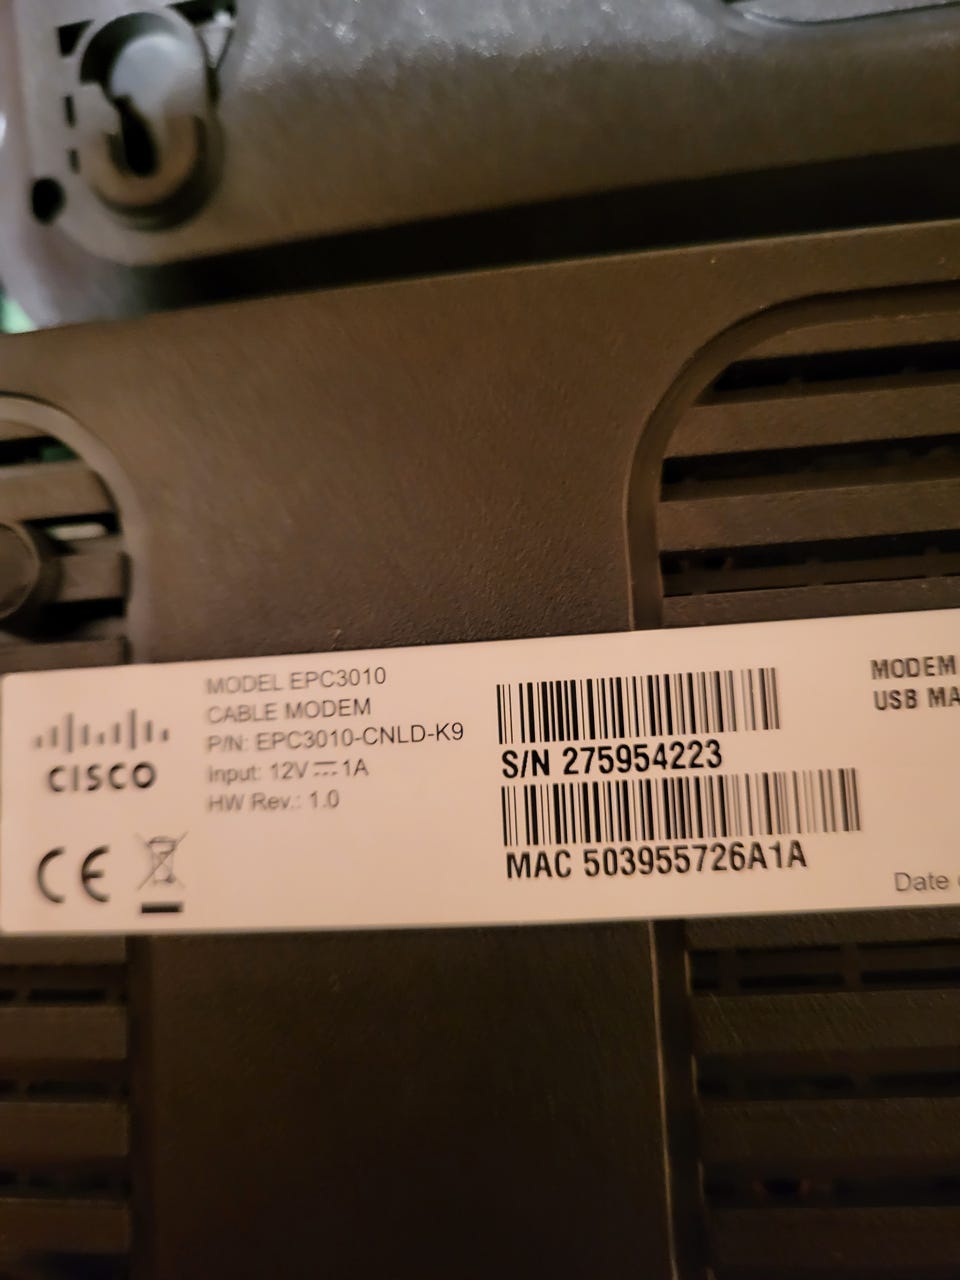 MODEL EPC3010
CABLE MODEM
P/N: EPC3010-CNLD-K9
Input: 12V 1A
HW Rev.: 1.0
CISCO
CE
S/N 275954223
MAC 503955726A1A
MODEM
USB MA
Date